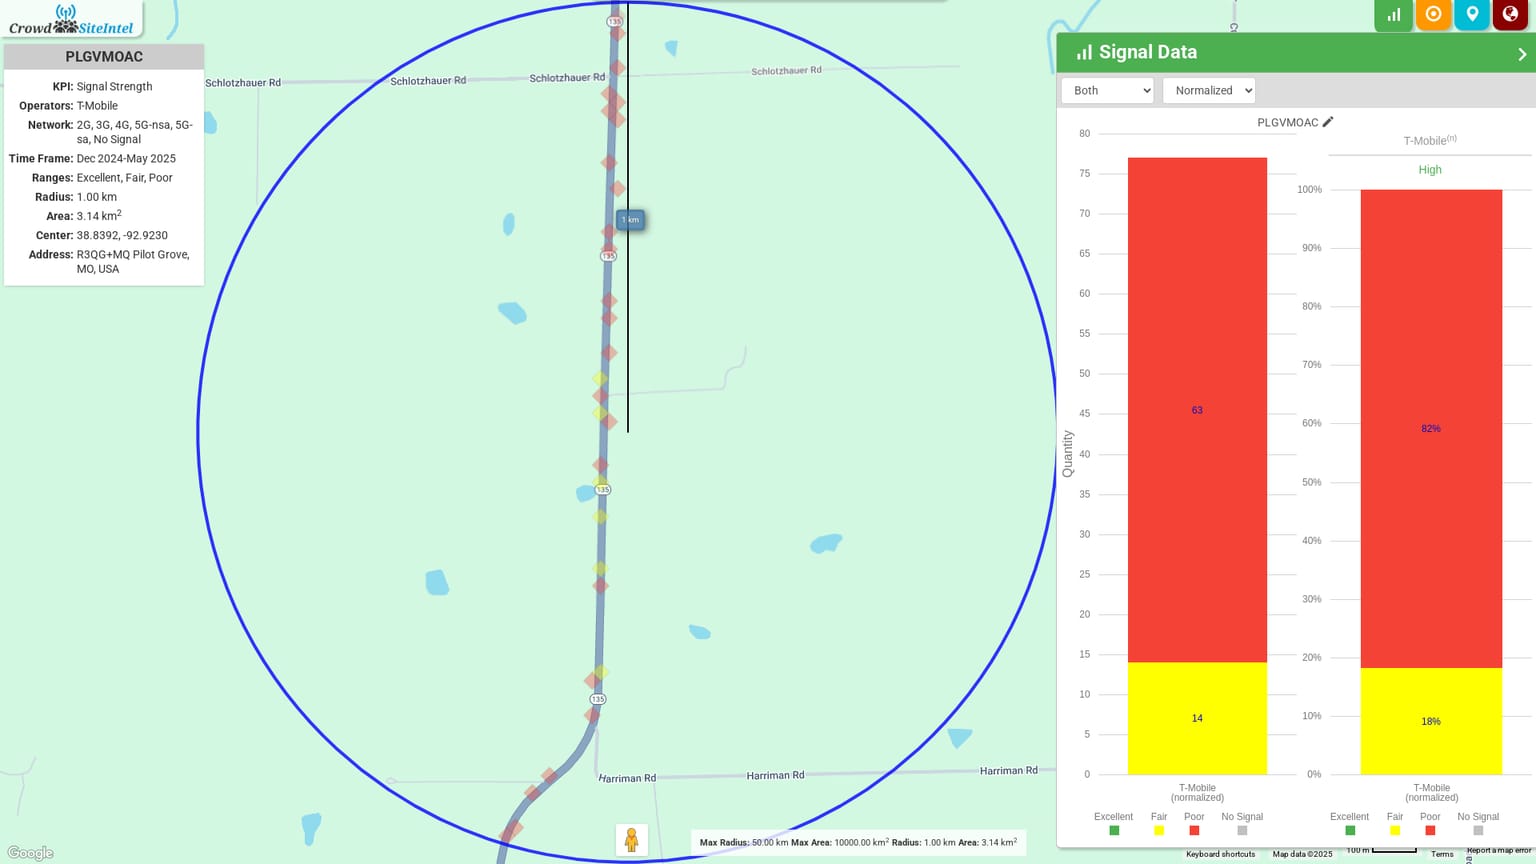 Crowd SiteIntel
PLGVMOAC
KPI: Signal Strength
Operators: T-Mobile
Network: 2G, 3G, 4G, 5G-nsa, 5G-
sa, No Signal
Time Frame: Dec 2024-May 2025
Ranges: Excellent, Fair, Poor
Radius: 1.00 km
Area: 3.14 km²
Center: 38.8392, -92.9230
Address: R3QG+MQ Pilot Grove,
MO, USA
135
Schlotzhauer Rd
Schlotzhauer Rd
Schlotzhauer Rd
Schlotzhauer Rd
1 km
135
135
135
Harriman Rd
Harriman Rd
Harriman Rd
Google
Max Radius: 50.00 km Max Area: 10000.00 km² Radius: 1.00 km Area: 3.14 km²
Signal Data
Both
Normalized
PLGVMOAC
Quantity
80
75
70
65
60
55
50
45
40
35
30
25
20
15
10
5
0
63
14
T-Mobile
(normalized)
Excellent Fair Poor No Signal
T-Mobile(n)
High
100%
90%
80%
70%
60%
50%
40%
30%
20%
10%
0%
82%
18%
T-Mobile
(normalized)
Excellent Fair Poor No Signal
Keyboard shortcuts Map data ©2025 100 m Terms Report a map error